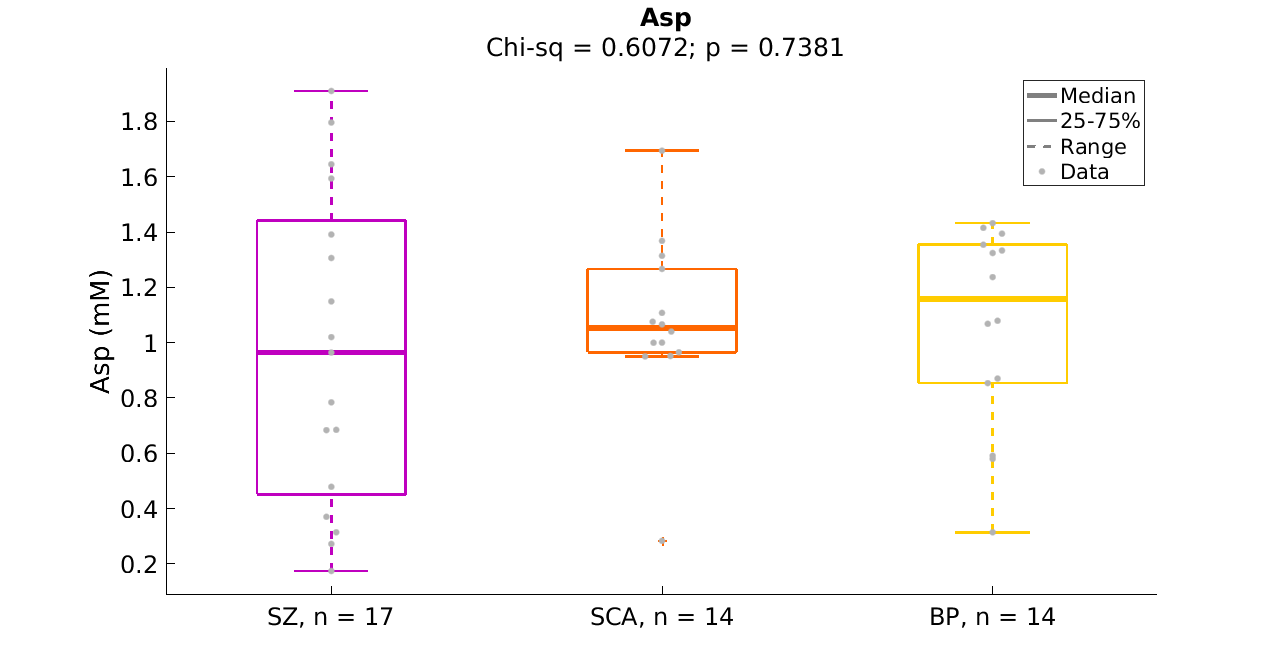 Asp
Chi-sq = 0.6072; p = 0.7381
Median
25-75%
Range
Data
Asp (mM)
1.8
1.6
1.4
1.2
1
0.8
0.6
0.4
0.2
SZ, n = 17
SCA, n = 14
BP, n = 14